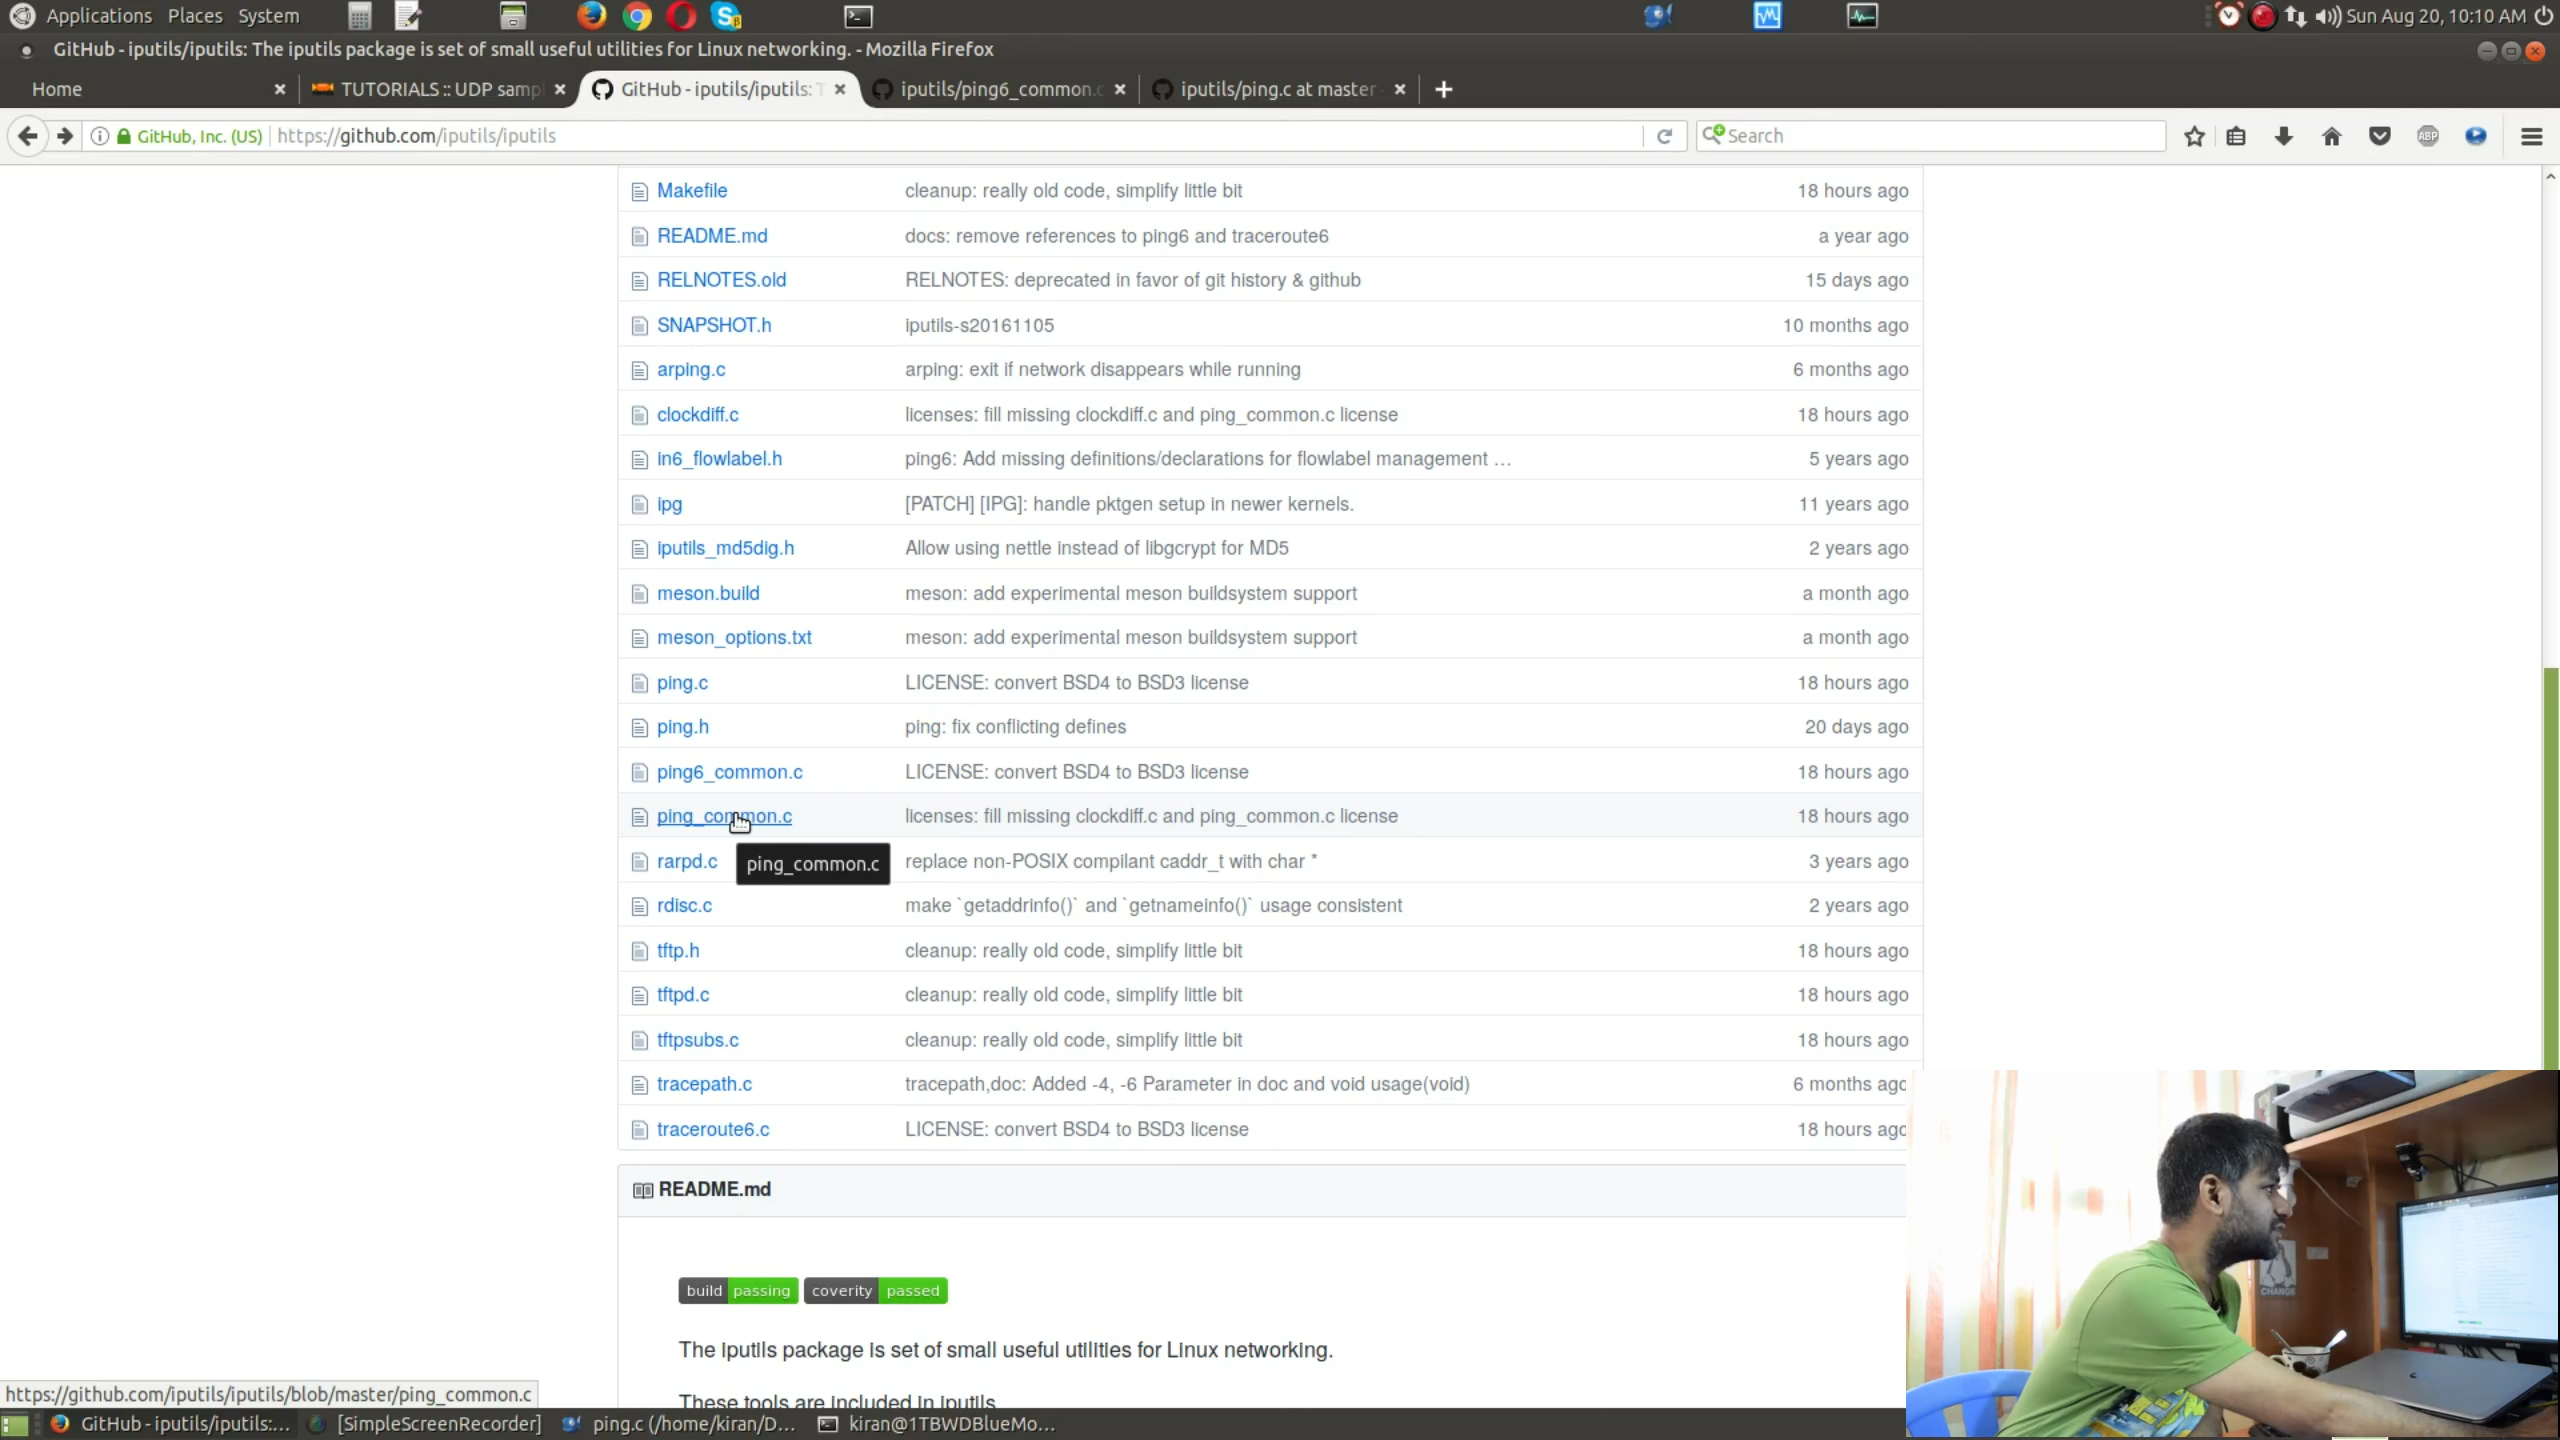 Applications Places System
Sun Aug 20, 10:10 AM
GitHub - iputils/iputils: The iputils package is set of small useful utilities for Linux networking. - Mozilla Firefox
Home
TUTORIALS :: UDP samp
GitHub - iputils/iputils: T
iputils/ping6_common.c
iputils/ping.c at master
GitHub, Inc. (US)
https://github.com/iputils/iputils
Search
ABP
Makefile cleanup: really old code, simplify little bit 18 hours ago
README.md docs: remove references to ping6 and traceroute6 a year ago
RELNOTES.old RELNOTES: deprecated in favor of git history & github 15 days ago
SNAPSHOT.h iputils-s20161105 10 months ago
arping.c arping: exit if network disappears while running 6 months ago
clockdiff.c licenses: fill missing clockdiff.c and ping_common.c license 18 hours ago
in6_flowlabel.h ping6: Add missing definitions/declarations for flowlabel management … 5 years ago
ipg [PATCH] [IPG]: handle pktgen setup in newer kernels. 11 years ago
iputils_md5dig.h Allow using nettle instead of libgcrypt for MD5 2 years ago
meson.build meson: add experimental meson buildsystem support a month ago
meson_options.txt meson: add experimental meson buildsystem support a month ago
ping.c LICENSE: convert BSD4 to BSD3 license 18 hours ago
ping.h ping: fix conflicting defines 20 days ago
ping6_common.c LICENSE: convert BSD4 to BSD3 license 18 hours ago
ping_common.c licenses: fill missing clockdiff.c and ping_common.c license 18 hours ago
rarpd.c replace non-POSIX compilant caddr_t with char * 3 years ago
ping_common.c
rdisc.c make `getaddrinfo()` and `getnameinfo()` usage consistent 2 years ago
tftp.h cleanup: really old code, simplify little bit 18 hours ago
tftpd.c cleanup: really old code, simplify little bit 18 hours ago
tftpsubs.c cleanup: really old code, simplify little bit 18 hours ago
tracepath.c tracepath,doc: Added -4, -6 Parameter in doc and void usage(void) 6 months ago
traceroute6.c LICENSE: convert BSD4 to BSD3 license 18 hours ago
README.md
build passing coverity passed
The iputils package is set of small useful utilities for Linux networking.
These tools are included in iputils
CHANGE
https://github.com/iputils/iputils/blob/master/ping_common.c
GitHub - iputils/iputils:...
[SimpleScreenRecorder]
ping.c (/home/kiran/D...
kiran@1TBWDBlueMo...